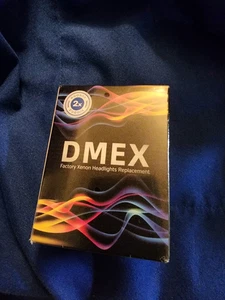 2x
DMEX
Factory Xenon Headlights Replacement